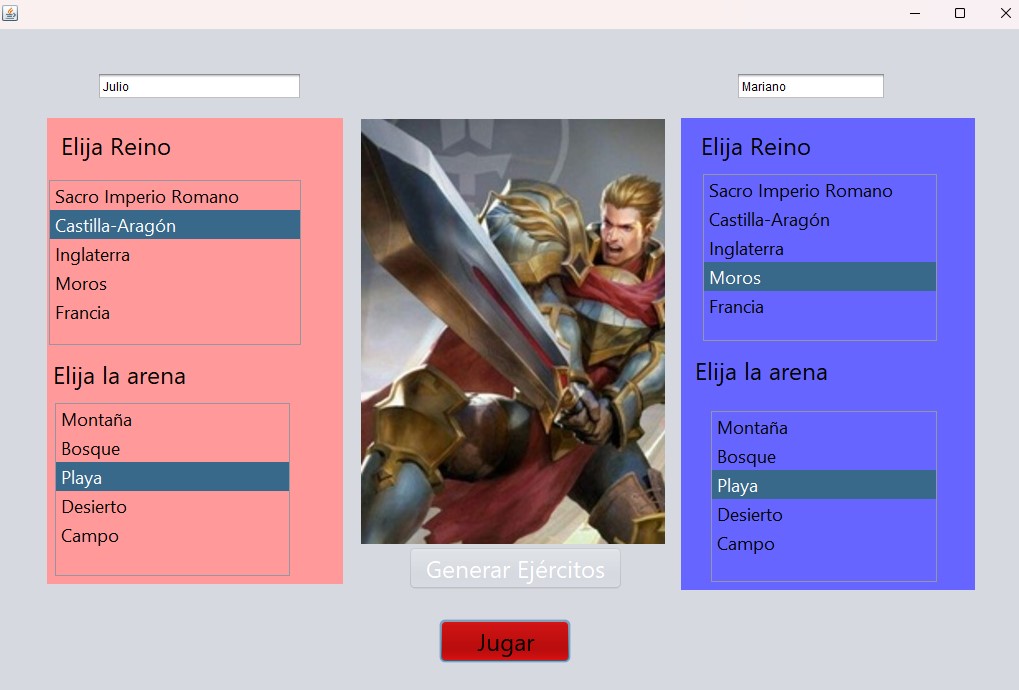 Julio
Mariano
Elija Reino
Sacro Imperio Romano
Castilla-Aragón
Inglaterra
Moros
Francia
Elija la arena
Montaña
Bosque
Playa
Desierto
Campo
Elija Reino
Sacro Imperio Romano
Castilla-Aragón
Inglaterra
Moros
Francia
Elija la arena
Montaña
Bosque
Playa
Desierto
Campo
Generar Ejércitos
Jugar